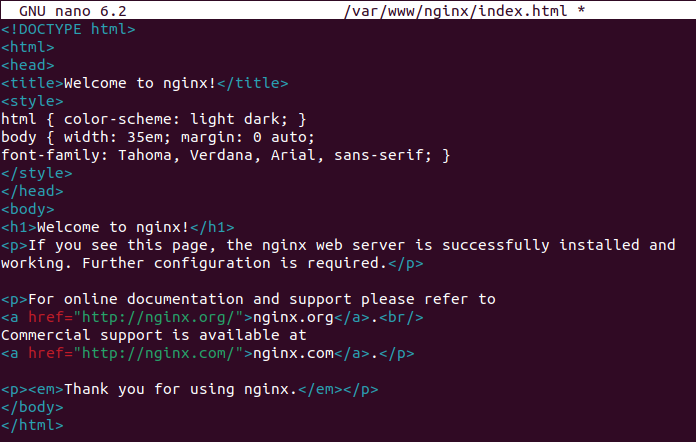 GNU nano 6.2 /var/www/nginx/index.html *
<!DOCTYPE html>
<html>
<head>
<title>Welcome to nginx!</title>
<style>
html { color-scheme: light dark; }
body { width: 35em; margin: 0 auto;
font-family: Tahoma, Verdana, Arial, sans-serif; }
</style>
</head>
<body>
<h1>Welcome to nginx!</h1>
<p>If you see this page, the nginx web server is successfully installed and
working. Further configuration is required.</p>

<p>For online documentation and support please refer to
<a href="http://nginx.org/">nginx.org</a>.<br/>
Commercial support is available at
<a href="http://nginx.com/">nginx.com</a>.</p>

<p><em>Thank you for using nginx.</em></p>
</body>
</html>